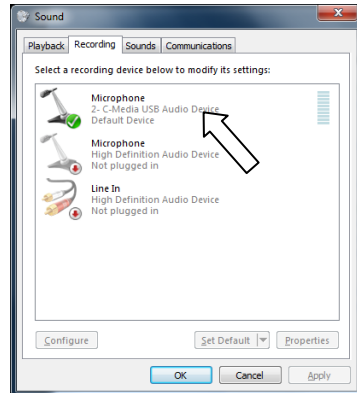 Sound
Playback Recording Sounds Communications
Select a recording device below to modify its settings:
Microphone
2- C-Media USB Audio Device
Default Device
Microphone
High Definition Audio Device
Not plugged in
Line In
High Definition Audio Device
Not plugged in
Configure Set Default Properties
OK Cancel Apply